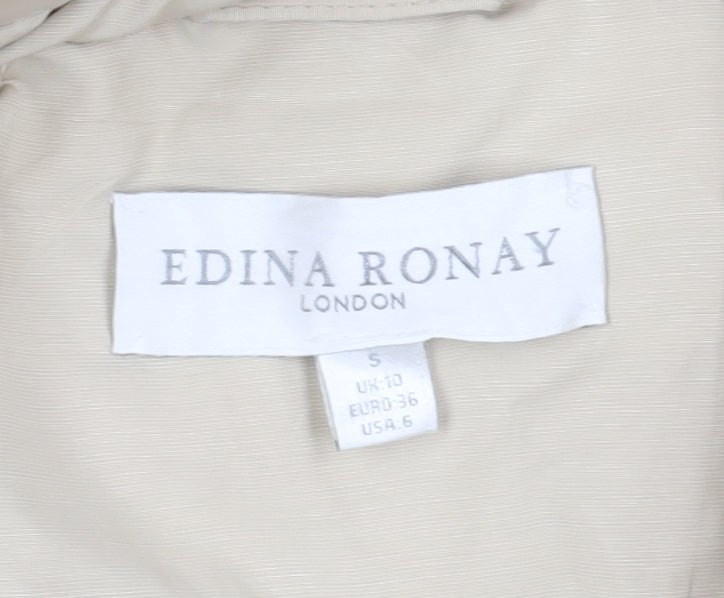 EDINA RONAY
LONDON
S
UK:10
EURO:36
USA:6